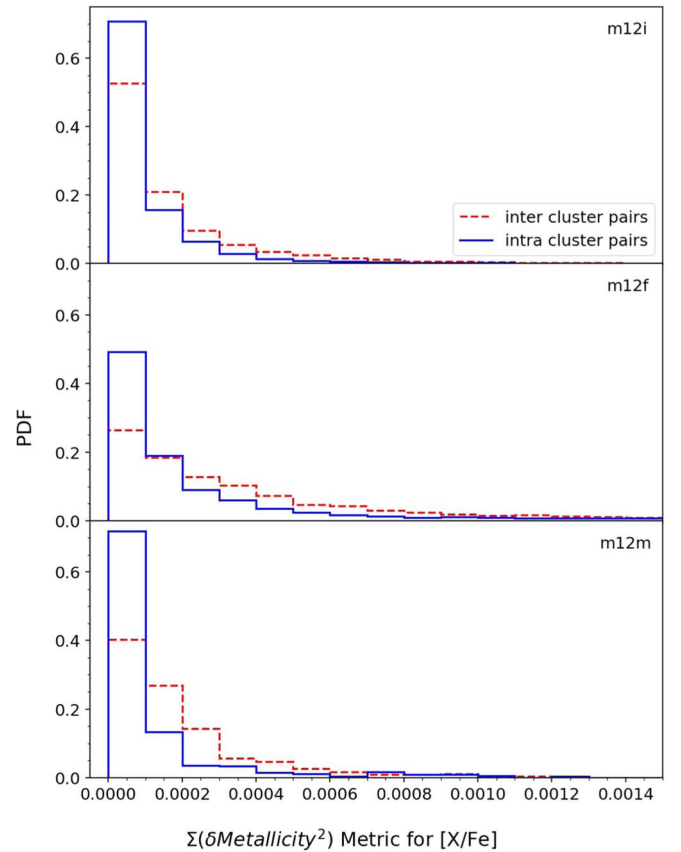 m12i
0.6
0.4
0.2
0.0
inter cluster pairs
intra cluster pairs
m12f
0.6
0.4
0.2
0.0
PDF
m12m
0.6
0.4
0.2
0.0
0.0000 0.0002 0.0004 0.0006 0.0008 0.0010 0.0012 0.0014
Σ(δMetallicity²) Metric for [X/Fe]